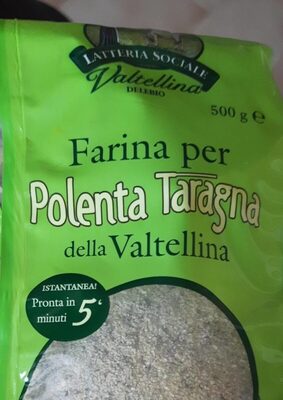 LATTERIA SOCIALE
Valtellina
DELEBIO
500 g e
Farina per
Polenta Taragna
della Valtellina
ISTANTANEA!
Pronta in
minuti 5'